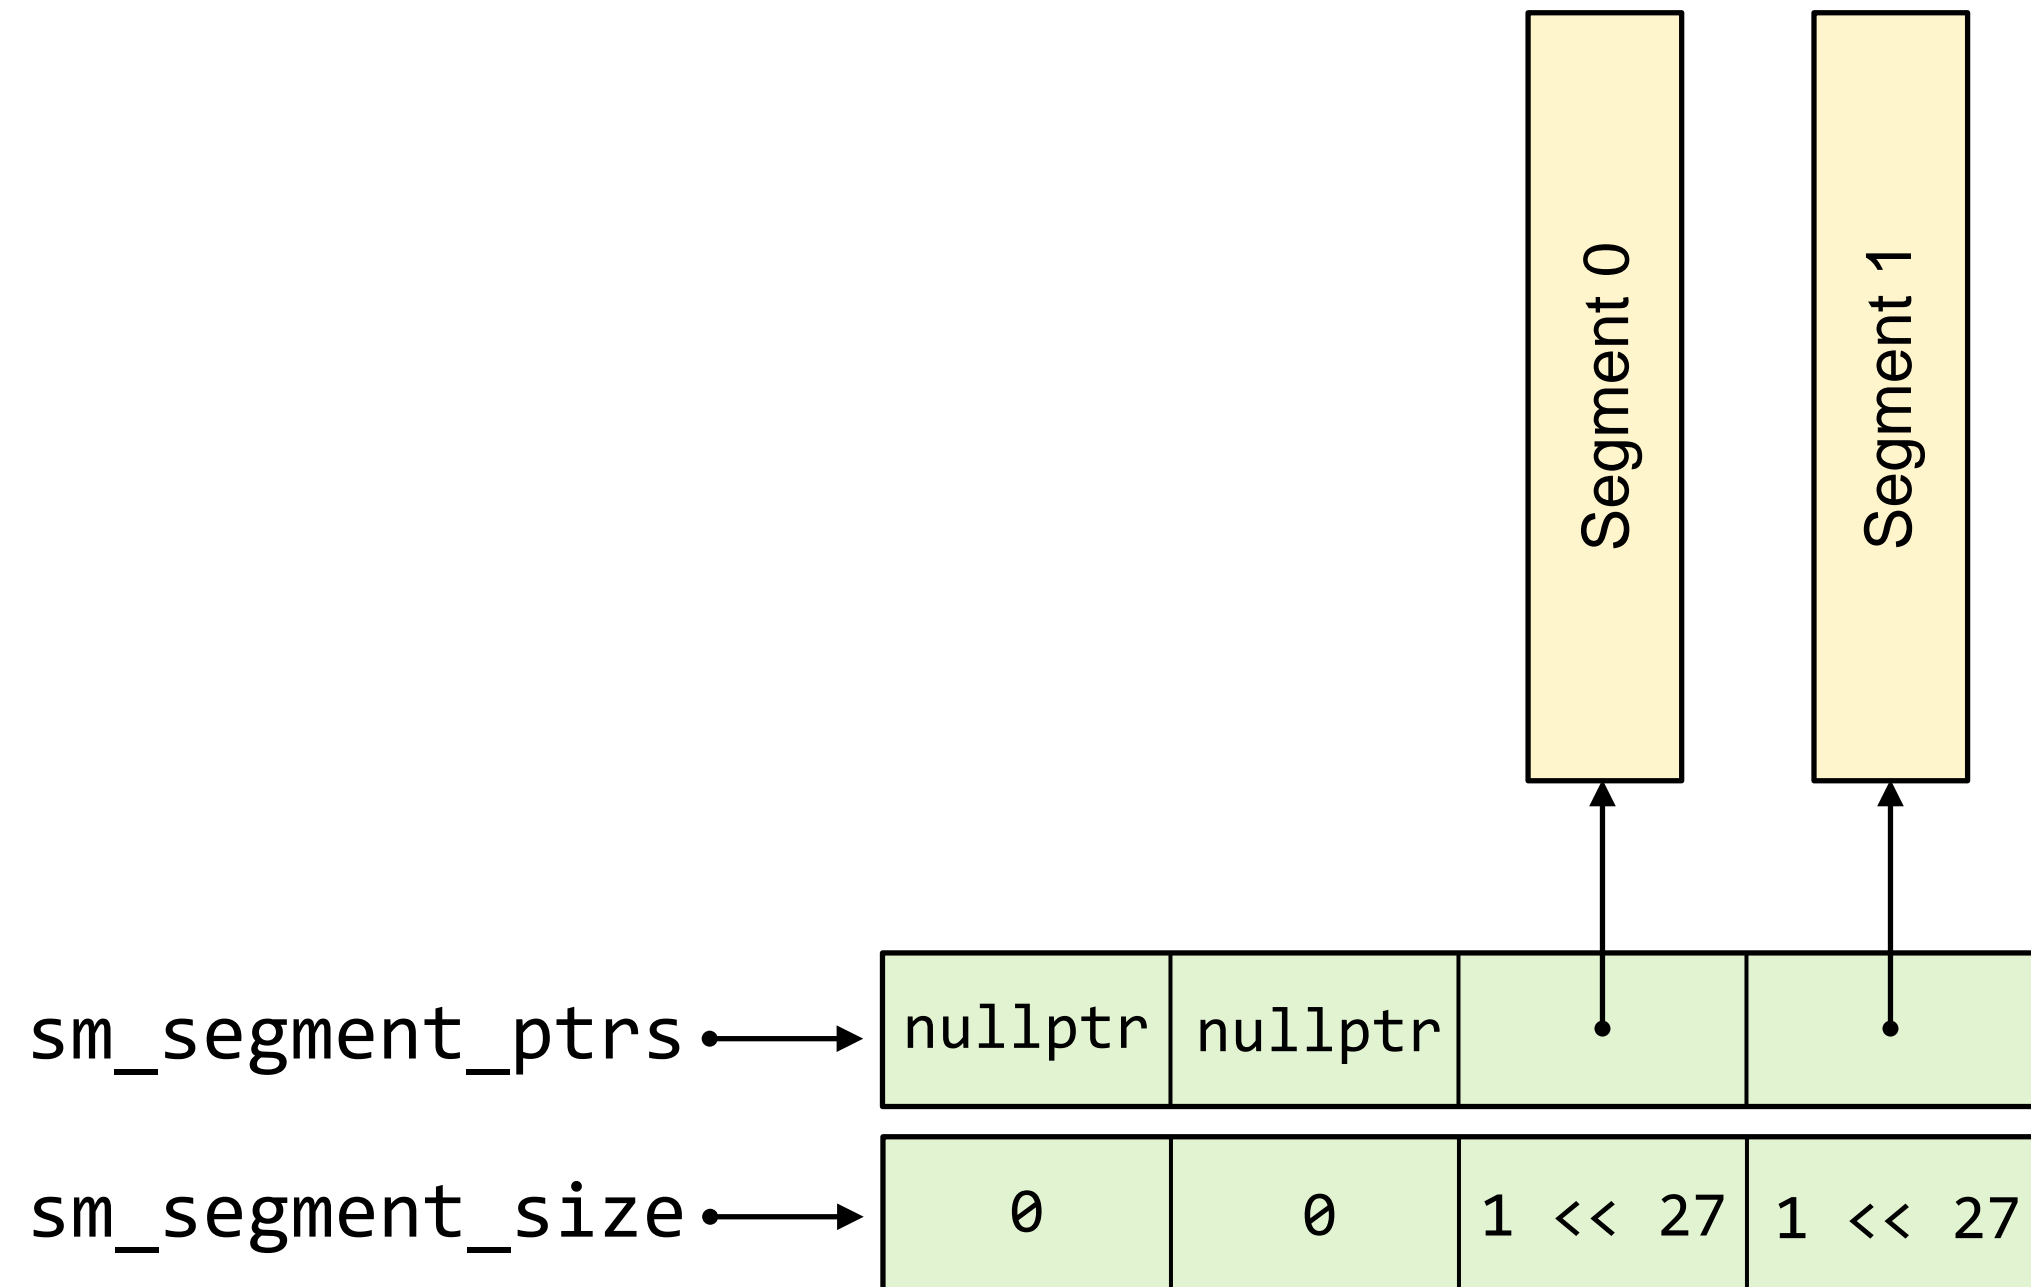 Segment 0
Segment 1
sm_segment_ptrs
nullptr
nullptr
sm_segment_size
0
0
1 << 27
1 << 27